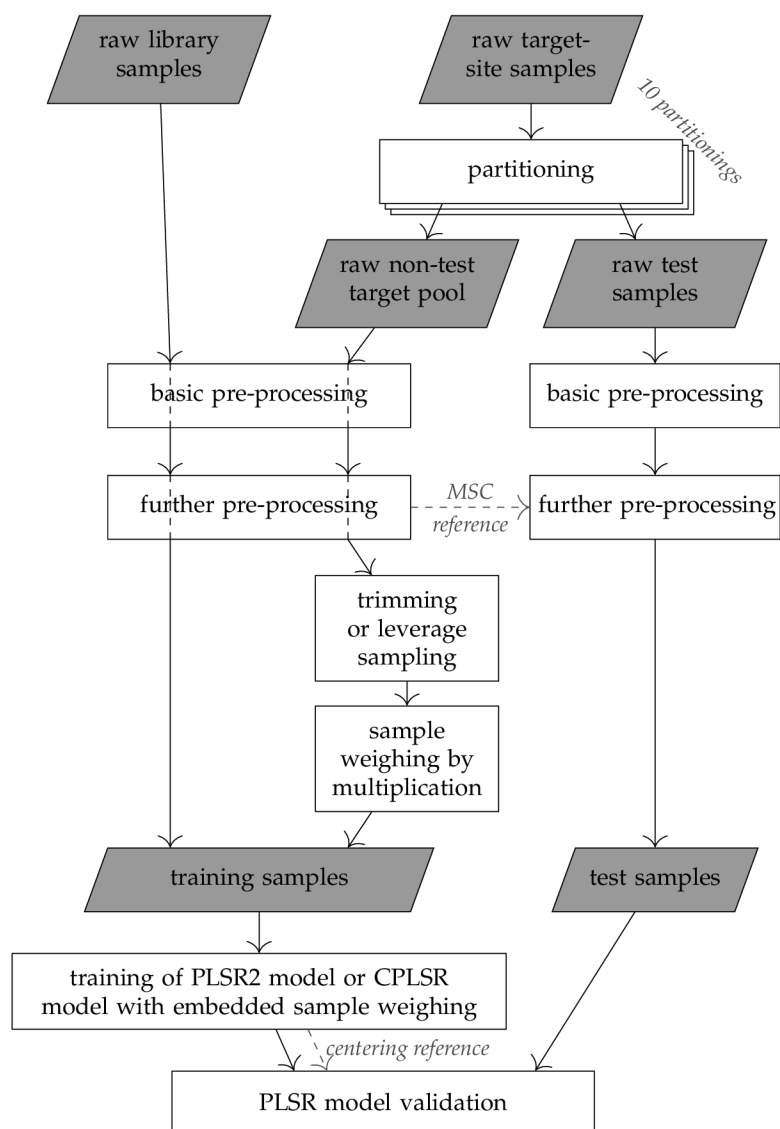 raw library
samples
raw target-
site samples
10 partitionings
partitioning
raw non-test
target pool
raw test
samples
basic pre-processing
basic pre-processing
further pre-processing
MSC
reference
further pre-processing
trimming
or leverage
sampling
sample
weighing by
multiplication
training samples
test samples
training of PLSR2 model or CPLSR
model with embedded sample weighing
centering reference
PLSR model validation